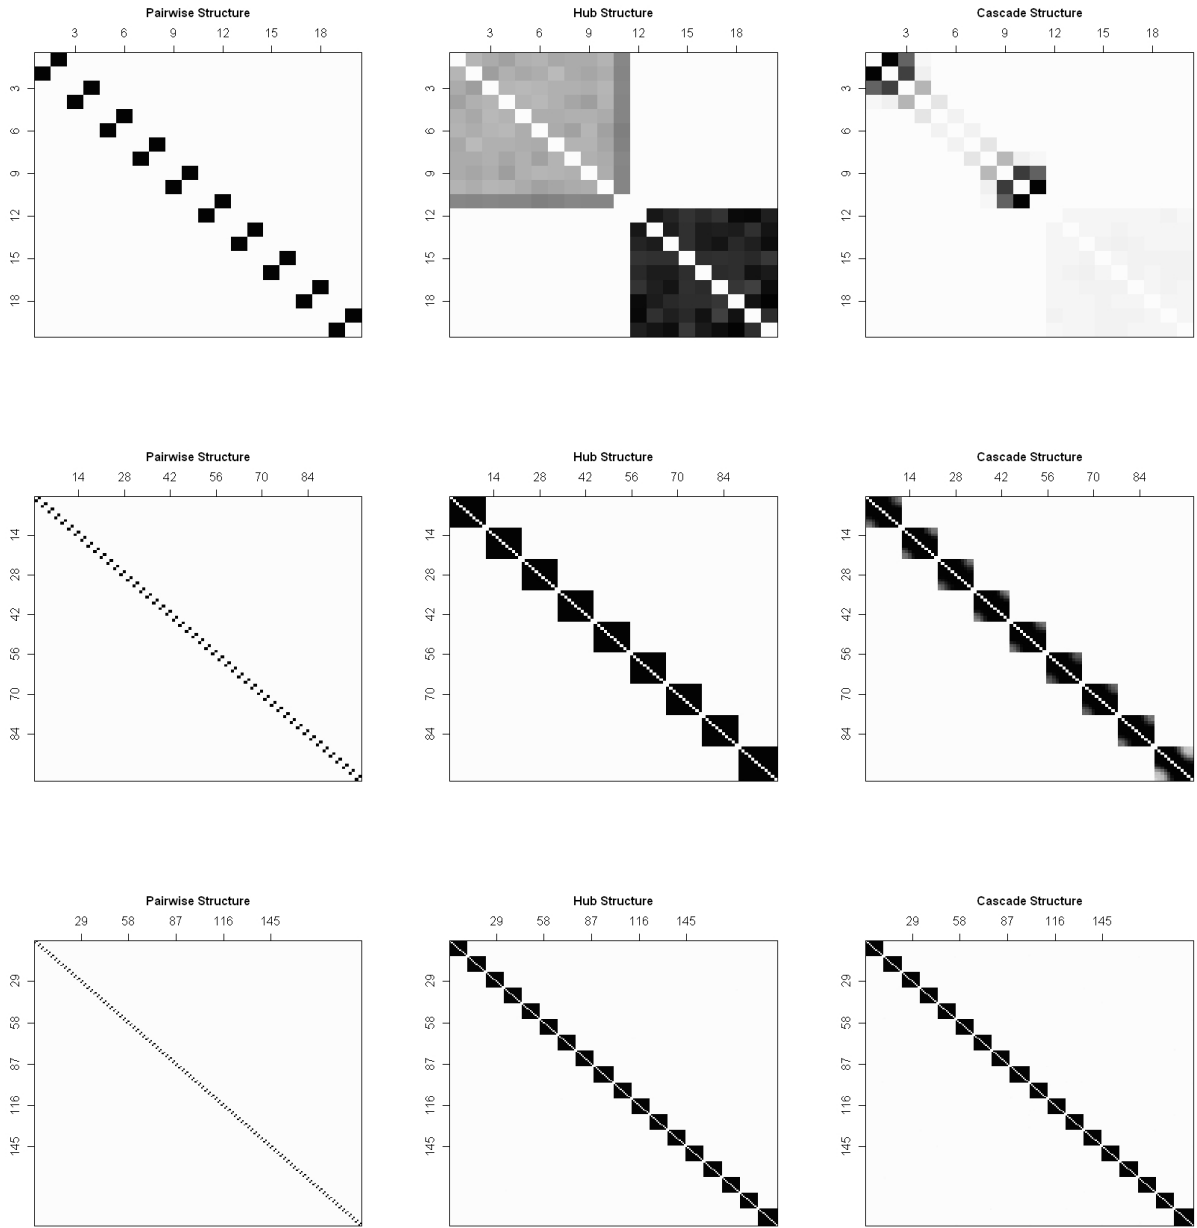 Pairwise Structure
3 6 9 12 15 18
3
6
9
12
15
18
Hub Structure
3 6 9 12 15 18
3
6
9
12
15
18
Cascade Structure
3 6 9 12 15 18
3
6
9
12
15
18
Pairwise Structure
14 28 42 56 70 84
14
28
42
56
70
84
Hub Structure
14 28 42 56 70 84
14
28
42
56
70
84
Cascade Structure
14 28 42 56 70 84
14
28
42
56
70
84
Pairwise Structure
29 58 87 116 145
29
58
87
116
145
Hub Structure
29 58 87 116 145
29
58
87
116
145
Cascade Structure
29 58 87 116 145
29
58
87
116
145